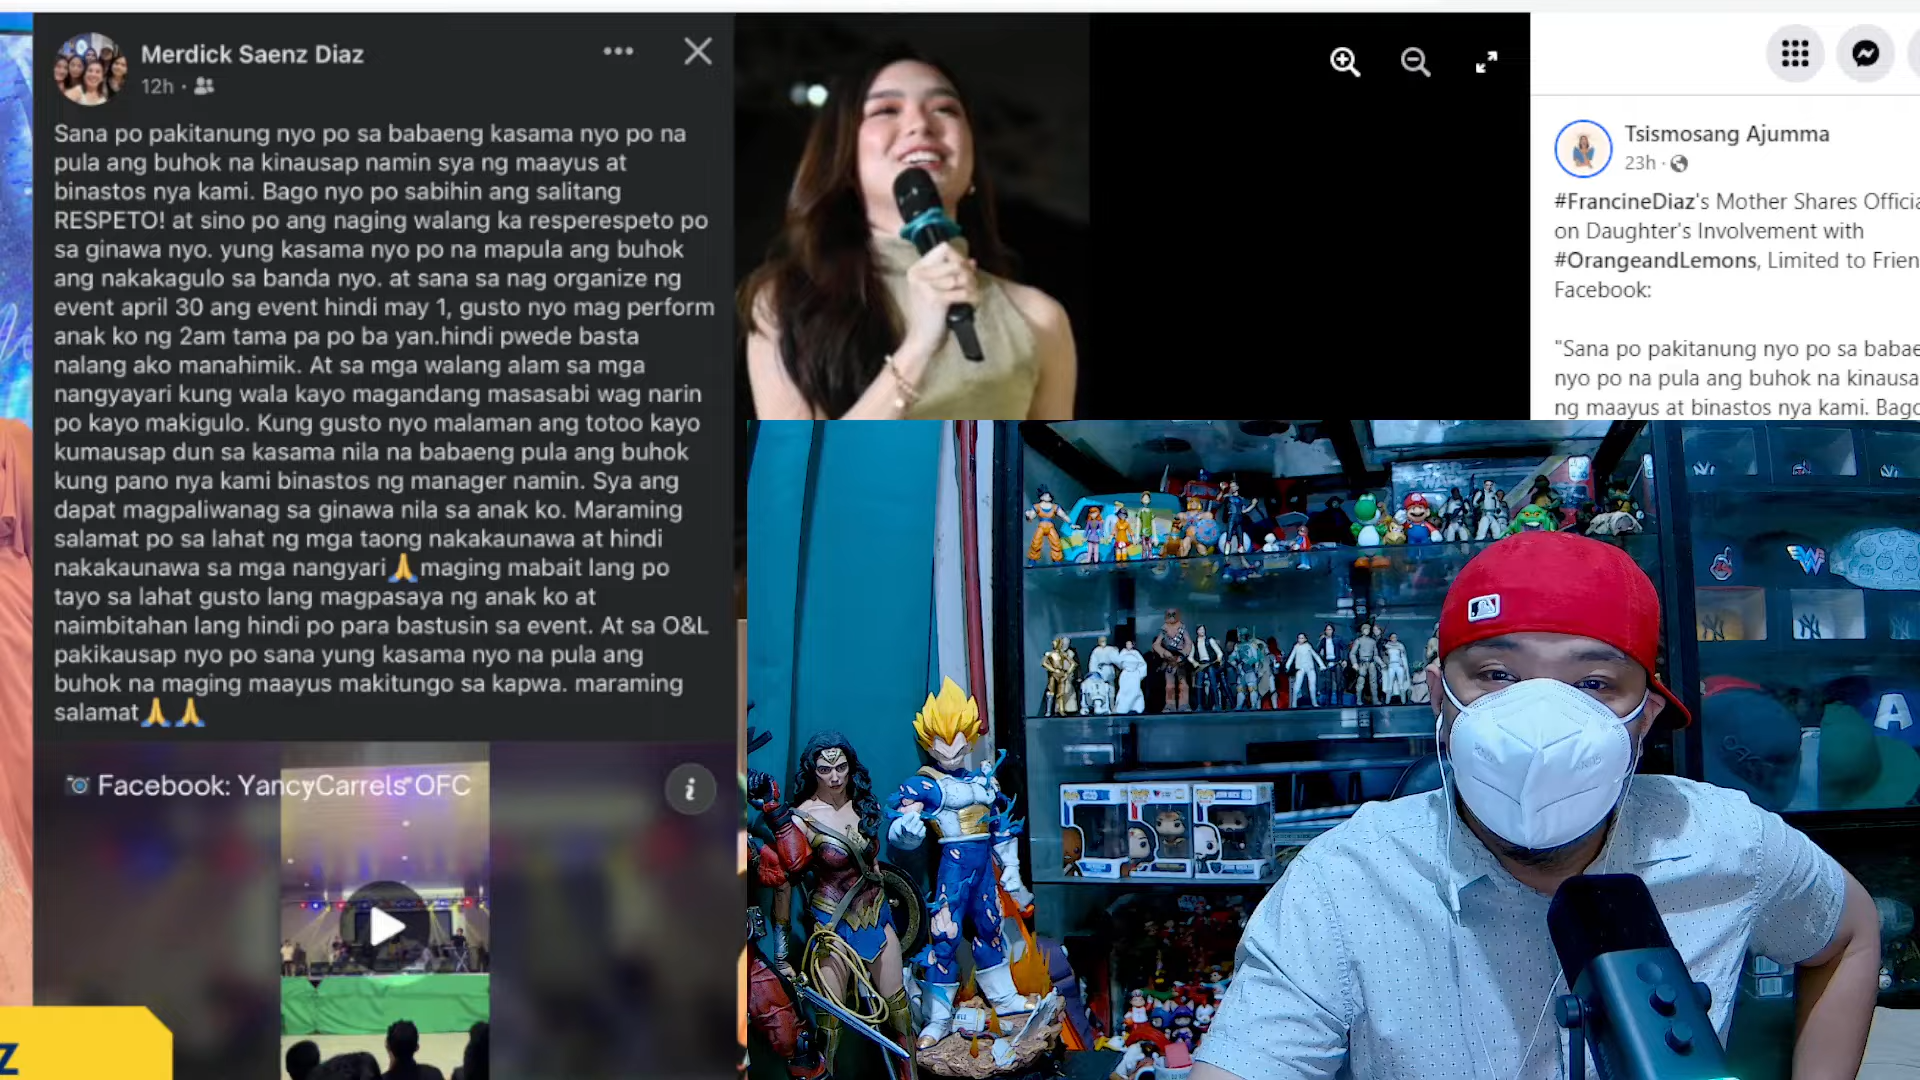 Merdick Saenz Diaz
12h ·
Sana po pakitanung nyo po sa babaeng kasama nyo po na
pula ang buhok na kinausap namin sya ng maayus at
binastos nya kami. Bago nyo po sabihin ang salitang
RESPETO! at sino po ang naging walang ka resperespeto po
sa ginawa nyo. yung kasama nyo po na mapula ang buhok
ang nakakagulo sa banda nyo. at sana sa nag organize ng
event april 30 ang event hindi may 1, gusto nyo mag perform
anak ko ng 2am tama pa po ba yan.hindi pwede basta
nalang ako manahimik. At sa mga walang alam sa mga
nangyayari kung wala kayo magandang masasabi wag narin
po kayo makigulo. Kung gusto nyo malaman ang totoo kayo
kumausap dun sa kasama nila na babaeng pula ang buhok
kung pano nya kami binastos ng manager namin. Sya ang
dapat magpaliwanag sa ginawa nila sa anak ko. Maraming
salamat po sa lahat ng mga taong nakakaunawa at hindi
nakakaunawa sa mga nangyari🙏maging mabait lang po
tayo sa lahat gusto lang magpasaya ng anak ko at
naimbitahan lang hindi po para bastusin sa event. At sa O&L
pakikausap nyo po sana yung kasama nyo na pula ang
buhok na maging maayus makitungo sa kapwa. maraming
salamat🙏🙏
📷 Facebook: YancyCarrels OFC
Z
Tsismosang Ajumma
23h ·
#FrancineDiaz's Mother Shares Officia
on Daughter's Involvement with
#OrangeandLemons, Limited to Frien
Facebook:
"Sana po pakitanung nyo po sa babae
nyo po na pula ang buhok na kinausa
ng maayus at binastos nya kami. Bago